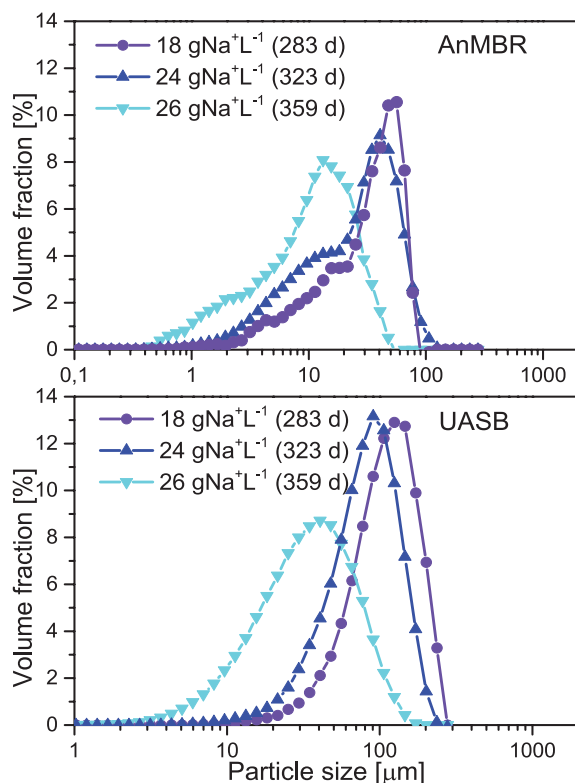 14
12
10
8
6
4
2
0
Volume fraction [%]
18 gNa⁺L⁻¹ (283 d)
24 gNa⁺L⁻¹ (323 d)
26 gNa⁺L⁻¹ (359 d)
AnMBR
0,1 1 10 100 1000
14
12
10
8
6
4
2
0
Volume fraction [%]
18 gNa⁺L⁻¹ (283 d)
24 gNa⁺L⁻¹ (323 d)
26 gNa⁺L⁻¹ (359 d)
UASB
1 10 100 1000
Particle size [μm]